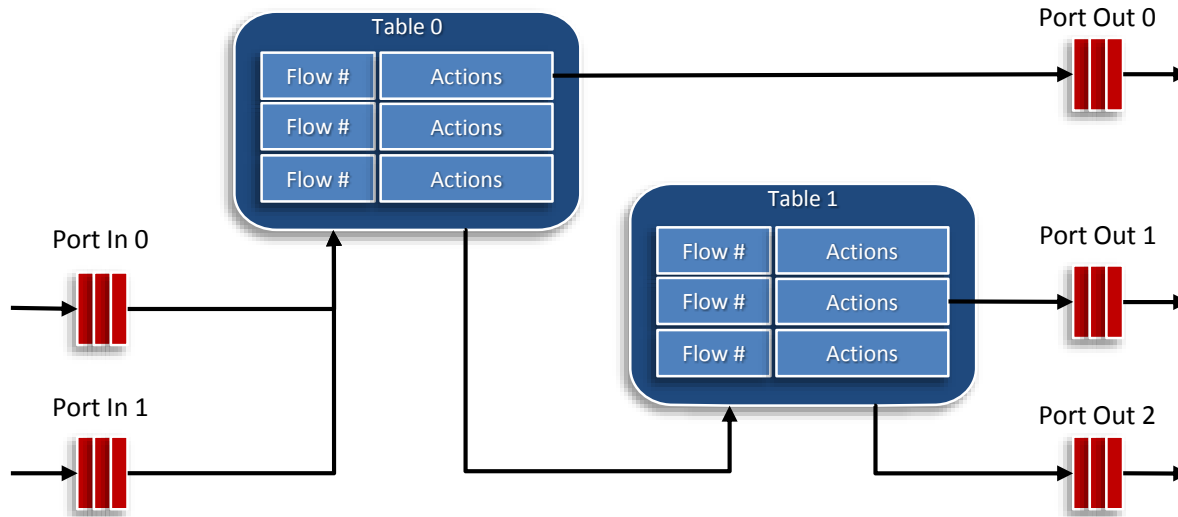 Table 0
Port Out 0
Flow # Actions
Flow # Actions
Flow # Actions
Table 1
Port In 0
Port Out 1
Flow # Actions
Flow # Actions
Flow # Actions
Port In 1
Port Out 2